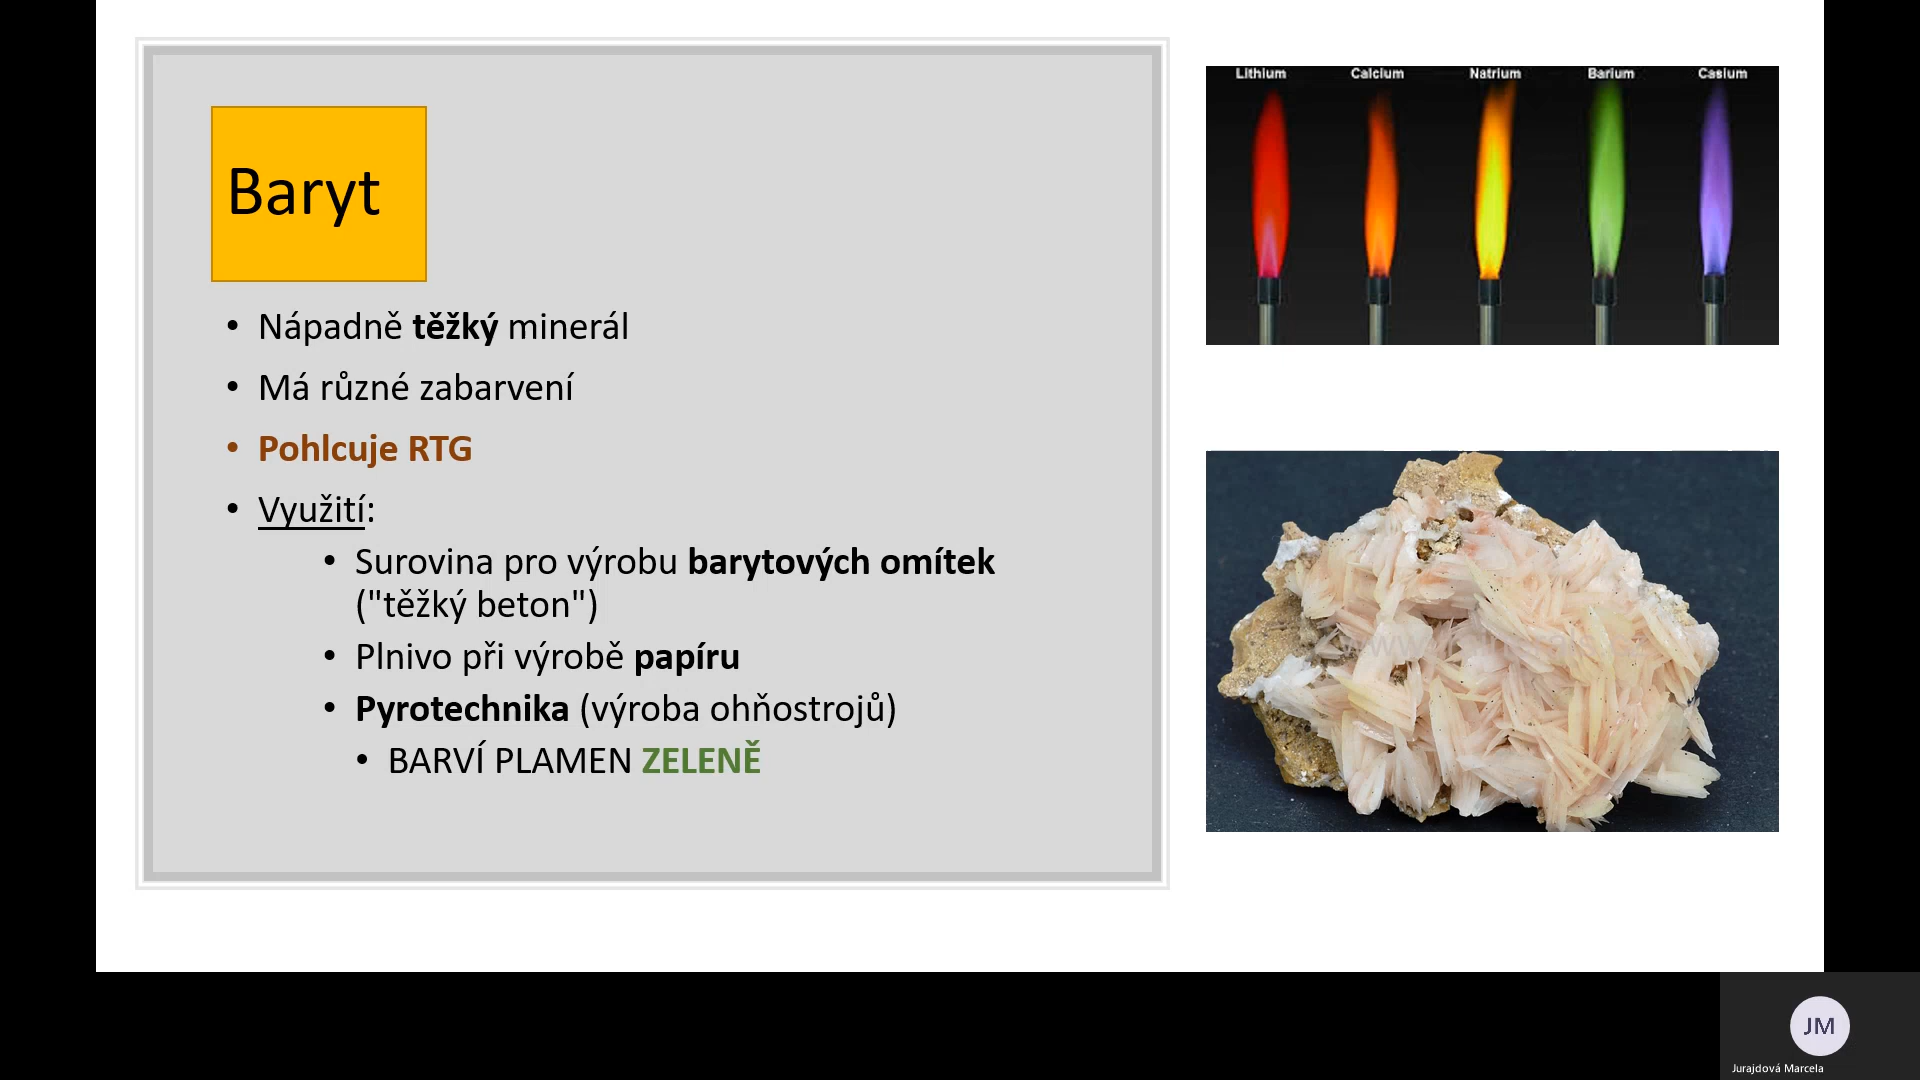 Baryt
• Nápadně těžký minerál
• Má různé zabarvení
• Pohlcuje RTG
• Využití:
• Surovina pro výrobu barytových omítek
("těžký beton")
• Plnivo při výrobě papíru
• Pyrotechnika (výroba ohňostrojů)
• BARVÍ PLAMEN ZELENĚ
Lithium Calcium Natrium Barium Casium
JM
Jurajdová Marcela